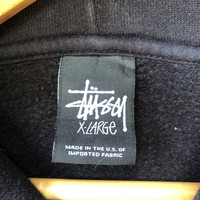 Stüssy
X-LARGE
MADE IN THE U.S. OF
IMPORTED FABRIC